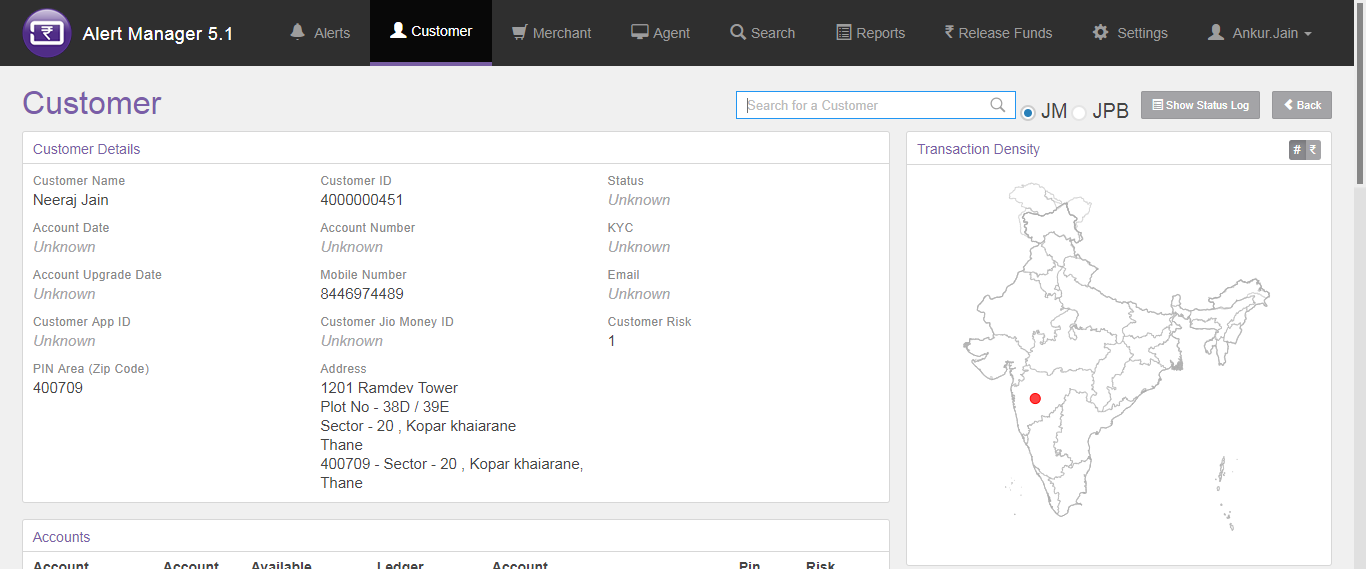 Alert Manager 5.1
Alerts
Customer
Merchant
Agent
Search
Reports
₹ Release Funds
Settings
Ankur.Jain
Customer
Search for a Customer
JM
JPB
Show Status Log
Back
Customer Details
Customer Name
Neeraj Jain
Customer ID
4000000451
Status
Unknown
Account Date
Unknown
Account Number
Unknown
KYC
Unknown
Account Upgrade Date
Unknown
Mobile Number
8446974489
Email
Unknown
Customer App ID
Unknown
Customer Jio Money ID
Unknown
Customer Risk
1
PIN Area (Zip Code)
400709
Address
1201 Ramdev Tower
Plot No - 38D / 39E
Sector - 20 , Kopar khaiarane
Thane
400709 - Sector - 20 , Kopar khaiarane,
Thane
Transaction Density
# ₹
Accounts
Account Account Available Ledger Account Pin Risk